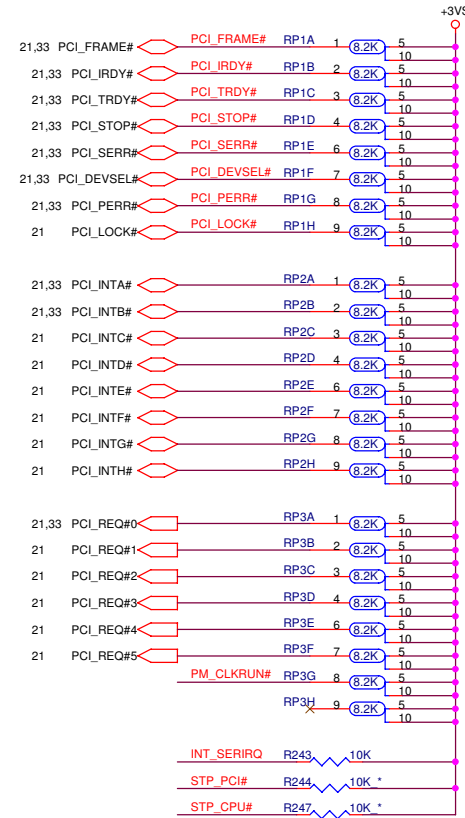 +3VS
21,33 PCI_FRAME# PCI_FRAME# RP1A 1 8.2K 5 10
21,33 PCI_IRDY# PCI_IRDY# RP1B 2 8.2K 5 10
21,33 PCI_TRDY# PCI_TRDY# RP1C 3 8.2K 5 10
21,33 PCI_STOP# PCI_STOP# RP1D 4 8.2K 5 10
21,33 PCI_SERR# PCI_SERR# RP1E 6 8.2K 5 10
21,33 PCI_DEVSEL# PCI_DEVSEL# RP1F 7 8.2K 5 10
21,33 PCI_PERR# PCI_PERR# RP1G 8 8.2K 5 10
21 PCI_LOCK# PCI_LOCK# RP1H 9 8.2K 5 10
21,33 PCI_INTA# RP2A 1 8.2K 5 10
21,33 PCI_INTB# RP2B 2 8.2K 5 10
21 PCI_INTC# RP2C 3 8.2K 5 10
21 PCI_INTD# RP2D 4 8.2K 5 10
21 PCI_INTE# RP2E 6 8.2K 5 10
21 PCI_INTF# RP2F 7 8.2K 5 10
21 PCI_INTG# RP2G 8 8.2K 5 10
21 PCI_INTH# RP2H 9 8.2K 5 10
21,33 PCI_REQ#0 RP3A 1 8.2K 5 10
21 PCI_REQ#1 RP3B 2 8.2K 5 10
21 PCI_REQ#2 RP3C 3 8.2K 5 10
21 PCI_REQ#3 RP3D 4 8.2K 5 10
21 PCI_REQ#4 RP3E 6 8.2K 5 10
21 PCI_REQ#5 RP3F 7 8.2K 5 10
PM_CLKRUN# RP3G 8 8.2K 5 10
RP3H 9 8.2K 5 10
INT_SERIRQ R243 10K
STP_PCI# R244 10K_*
STP_CPU# R247 10K_*